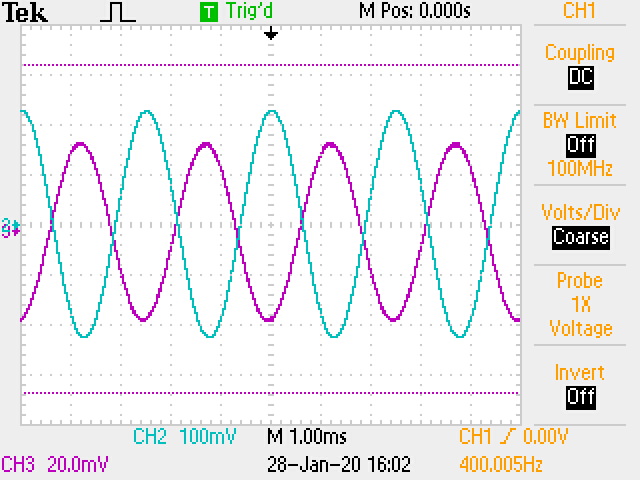 Tek T Trig'd M Pos: 0.000s CH1
Coupling
DC
BW Limit
Off
100MHz
Volts/Div
Coarse
Probe
1X
Voltage
Invert
Off
CH2 100mV M 1.00ms CH1 0.00V
CH3 20.0mV 28-Jan-20 16:02 400.005Hz